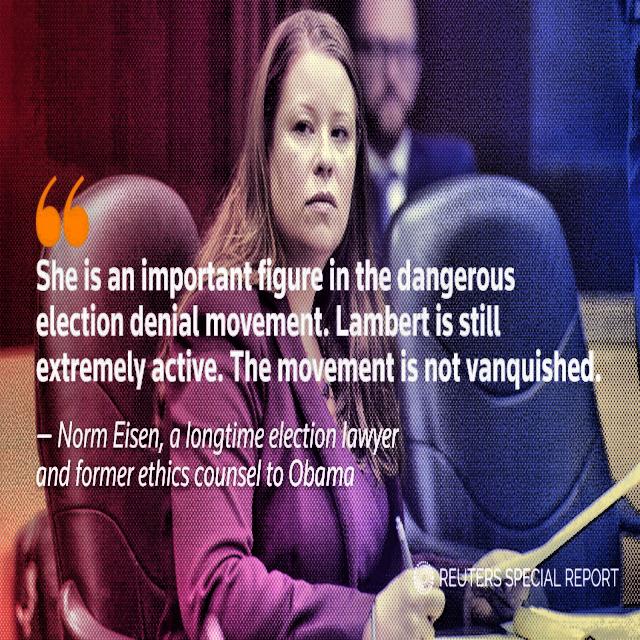 “
She is an important figure in the dangerous
election denial movement. Lambert is still
extremely active. The movement is not vanquished.
— Norm Eisen, a longtime election lawyer
and former ethics counsel to Obama
REUTERS SPECIAL REPORT